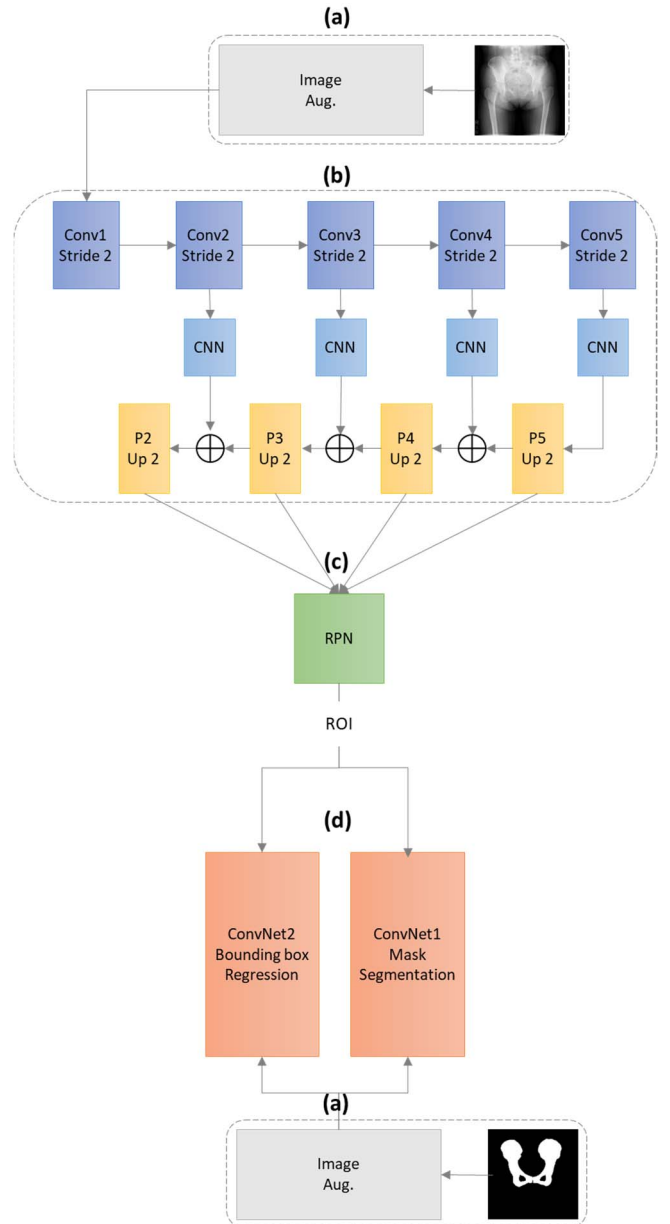 (a)
Image
Aug.
(b)
Conv1
Stride 2
Conv2
Stride 2
Conv3
Stride 2
Conv4
Stride 2
Conv5
Stride 2
CNN
CNN
CNN
CNN
P2
Up 2
P3
Up 2
P4
Up 2
P5
Up 2
(c)
RPN
ROI
(d)
ConvNet2
Bounding box
Regression
ConvNet1
Mask
Segmentation
(a)
Image
Aug.